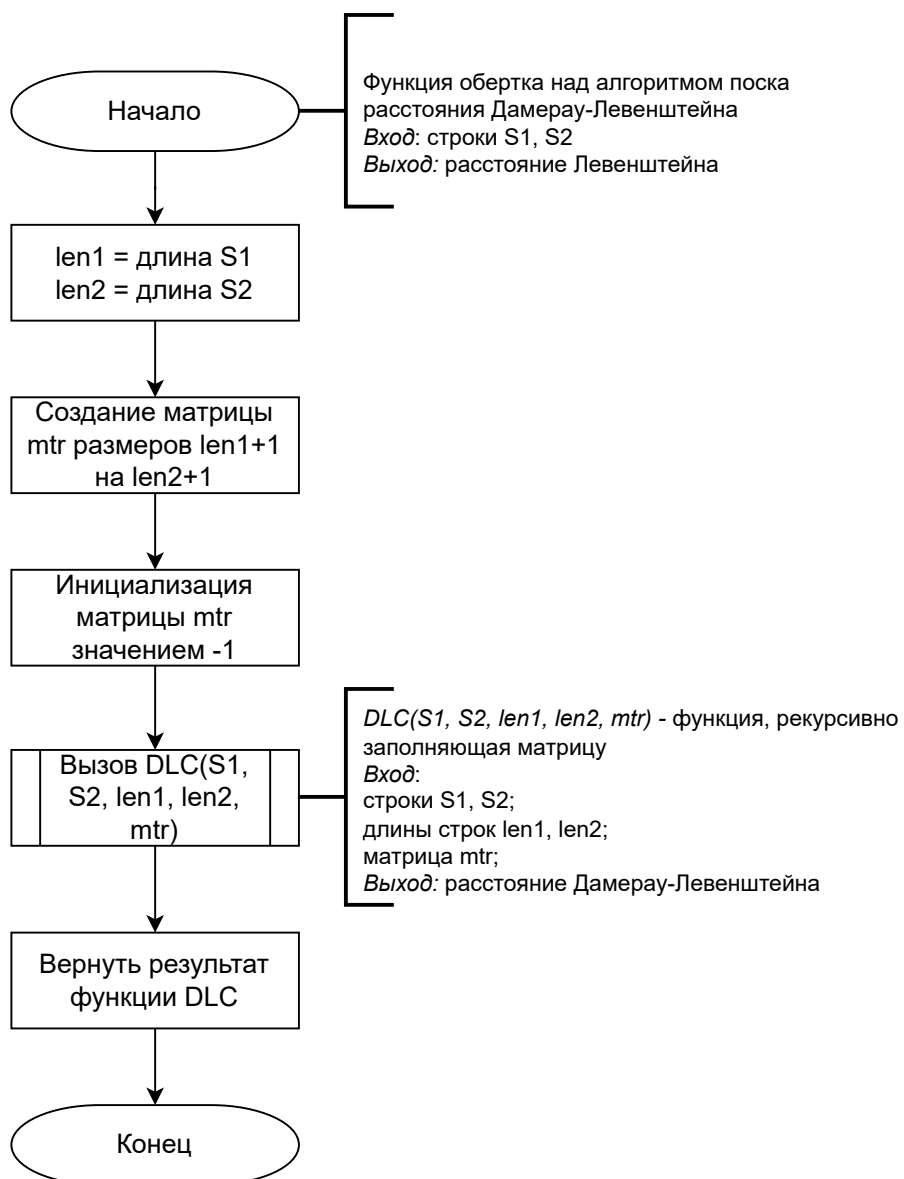 Начало
Функция обертка над алгоритмом поска
расстояния Дамерау-Левенштейна
Вход: строки S1, S2
Выход: расстояние Левенштейна
len1 = длина S1
len2 = длина S2
Создание матрицы
mtr размеров len1+1
на len2+1
Инициализация
матрицы mtr
значением -1
Вызов DLC(S1,
S2, len1, len2,
mtr)
DLC(S1, S2, len1, len2, mtr) - функция, рекурсивно
заполняющая матрицу
Вход:
строки S1, S2;
длины строк len1, len2;
матрица mtr;
Выход: расстояние Дамерау-Левенштейна
Вернуть результат
функции DLC
Конец